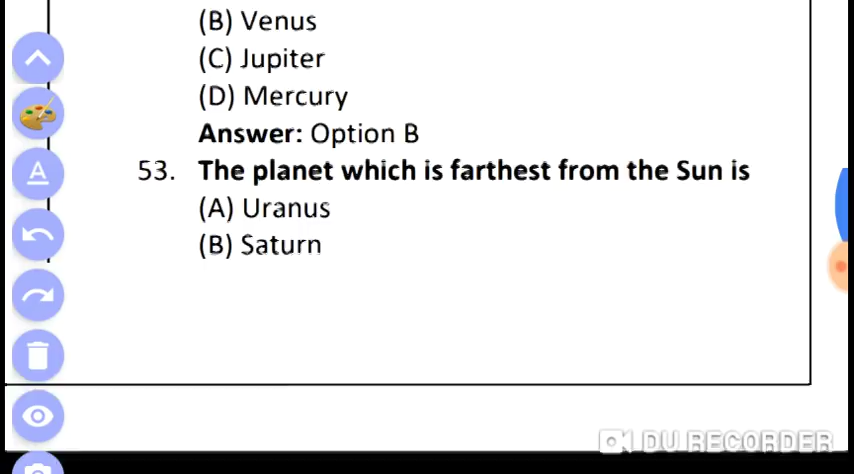 (B) Venus
(C) Jupiter
(D) Mercury
Answer: Option B
53. The planet which is farthest from the Sun is
(A) Uranus
(B) Saturn
A
DU RECORDER